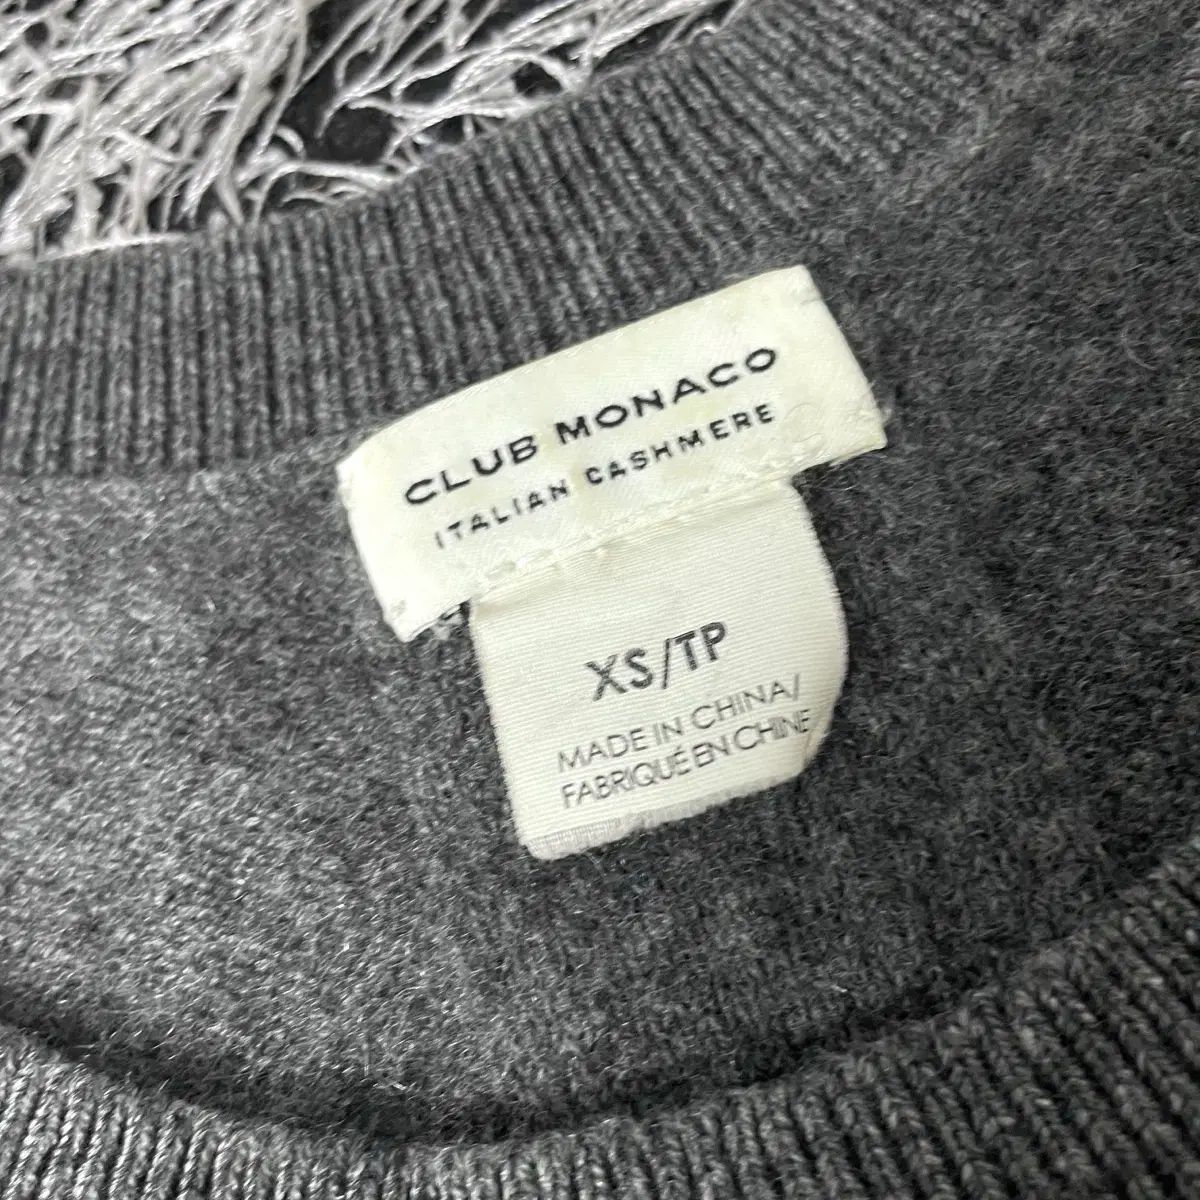 CLUB MONACO
ITALIAN CASHMERE
XS/TP
MADE IN CHINA/
FABRIQUÉ EN CHINE